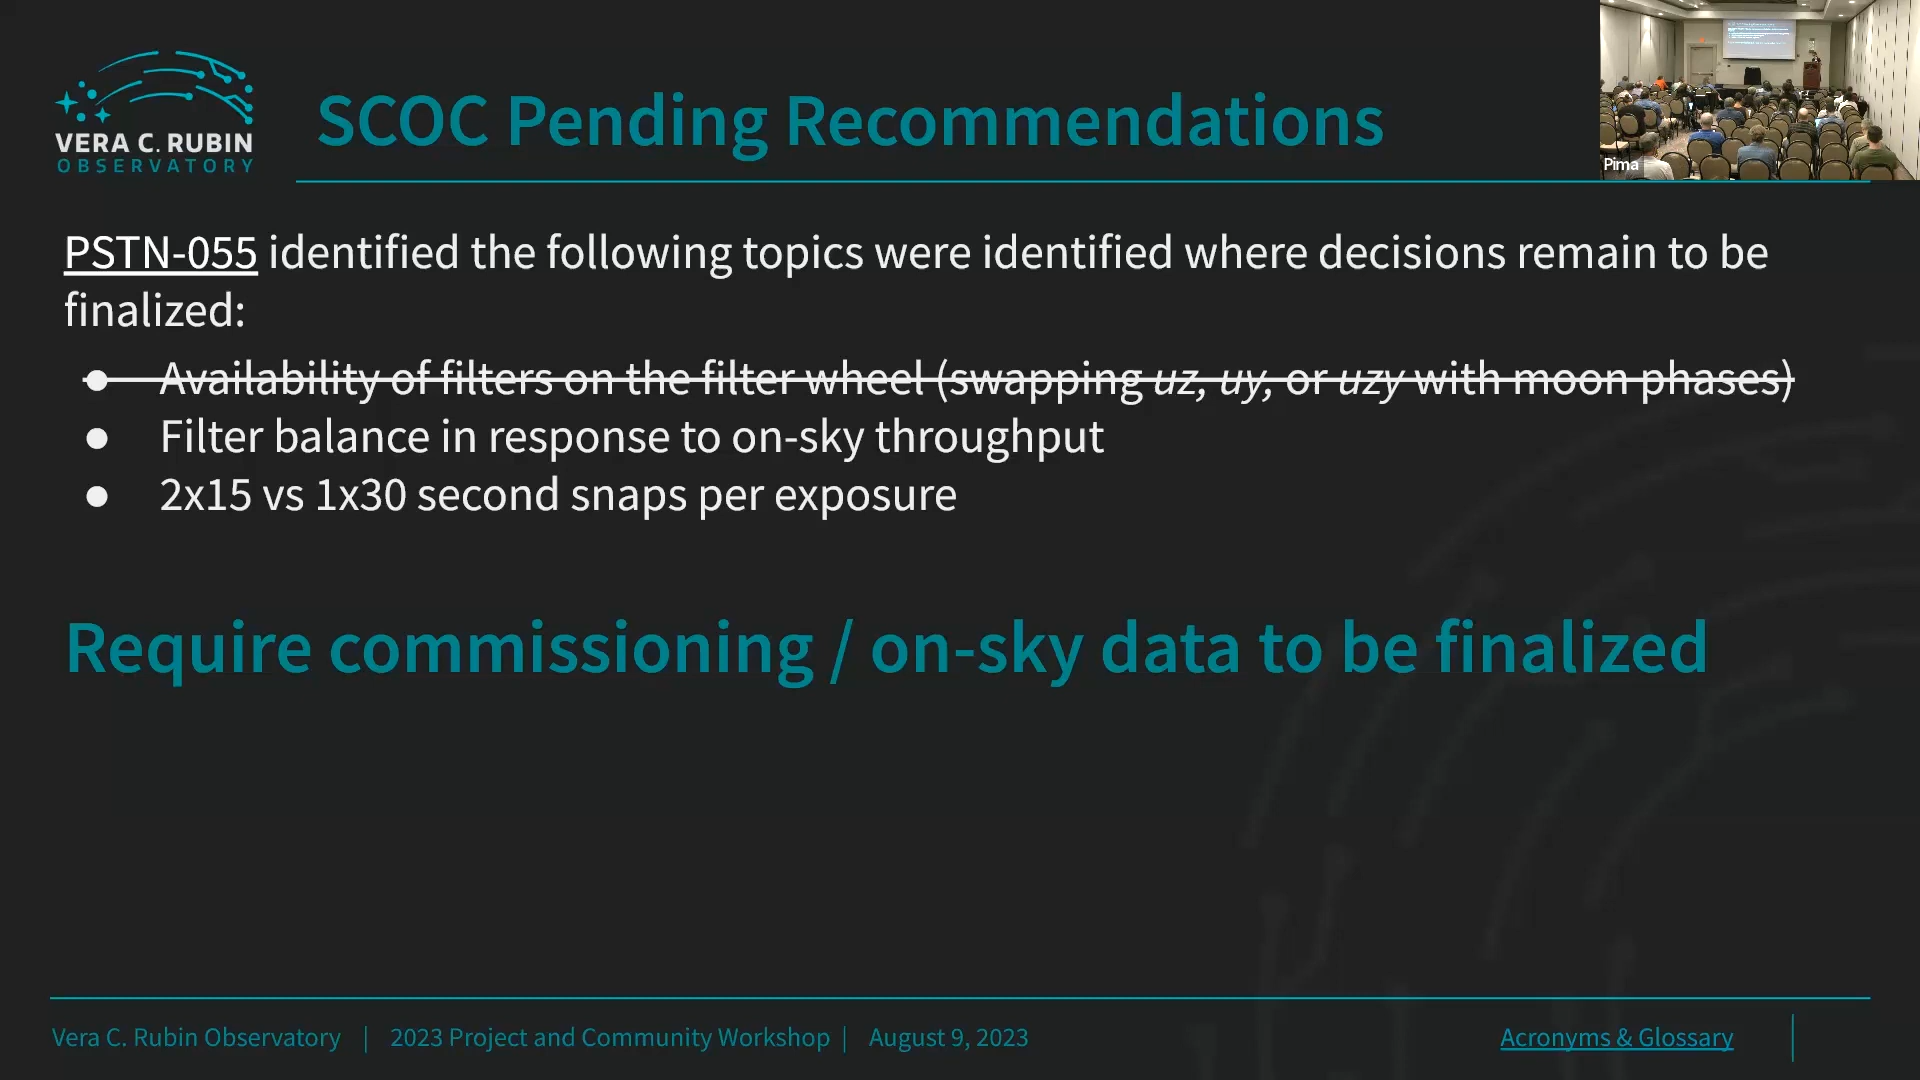 VERA C. RUBIN
OBSERVATORY
SCOC Pending Recommendations
Pima
PSTN-055 identified the following topics were identified where decisions remain to be
finalized:
● Availability of filters on the filter wheel (swapping uz, uy, or uzy with moon phases)
● Filter balance in response to on-sky throughput
● 2x15 vs 1x30 second snaps per exposure
Require commissioning / on-sky data to be finalized
Vera C. Rubin Observatory | 2023 Project and Community Workshop | August 9, 2023
Acronyms & Glossary